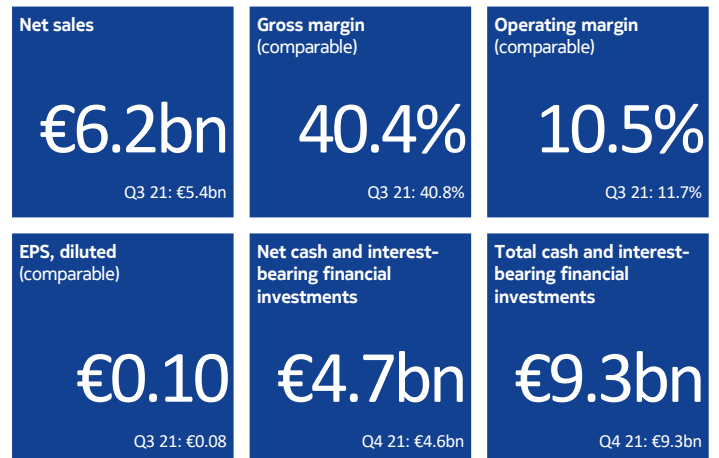 Net sales
€6.2bn
Q3 21: €5.4bn
Gross margin
(comparable)
40.4%
Q3 21: 40.8%
Operating margin
(comparable)
10.5%
Q3 21: 11.7%
EPS, diluted
(comparable)
€0.10
Q3 21: €0.08
Net cash and interest-
bearing financial
investments
€4.7bn
Q4 21: €4.6bn
Total cash and interest-
bearing financial
investments
€9.3bn
Q4 21: €9.3bn